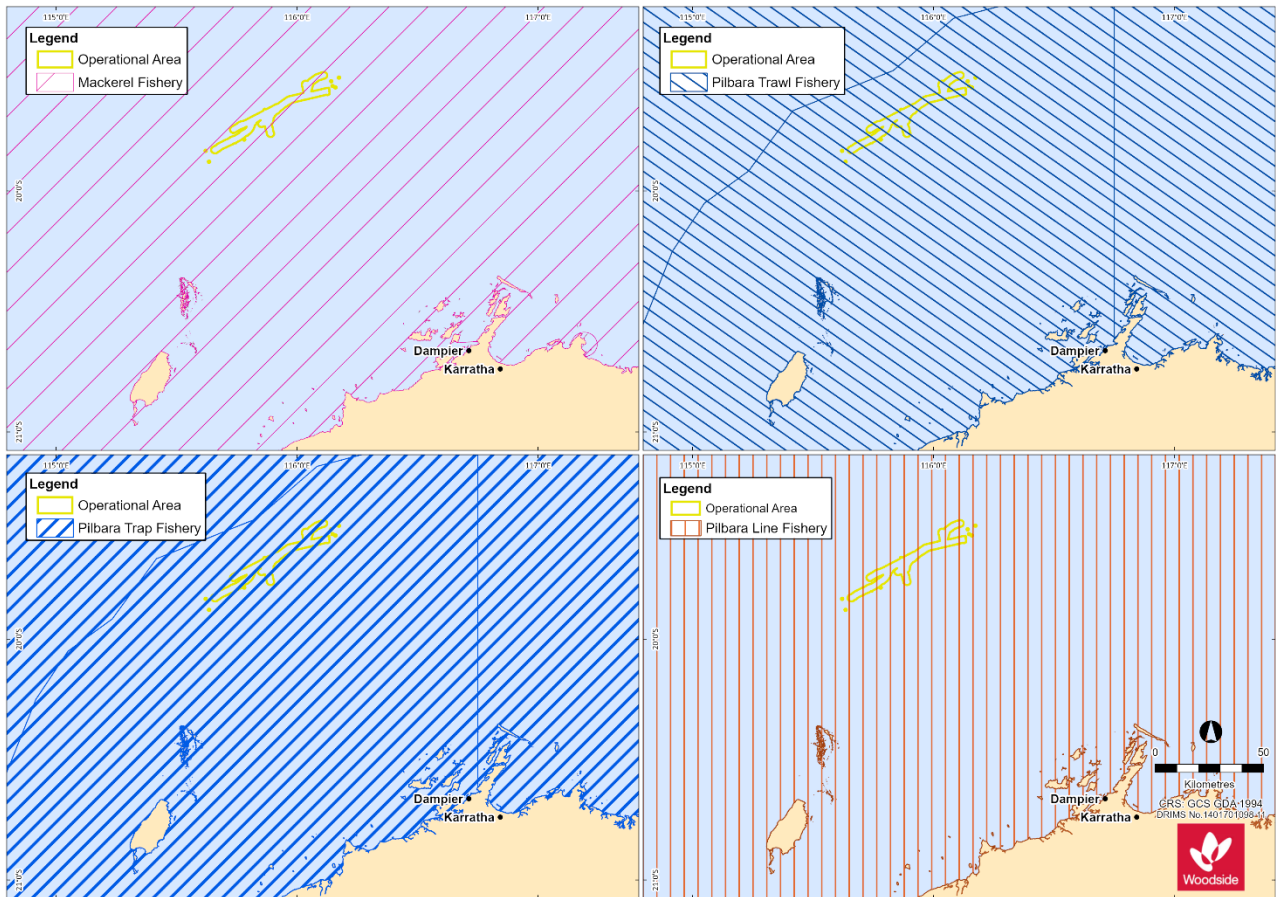 115°0'E 116°0'E 117°0'E
Legend
Operational Area
Mackerel Fishery
20°0'S
21°0'S
Dampier
Karratha
115°0'E 116°0'E 117°0'E
Legend
Operational Area
Pilbara Trawl Fishery
20°0'S
21°0'S
Dampier
Karratha
115°0'E 116°0'E 117°0'E
Legend
Operational Area
Pilbara Trap Fishery
20°0'S
21°0'S
Dampier
Karratha
115°0'E 116°0'E 117°0'E
Legend
Operational Area
Pilbara Line Fishery
20°0'S
21°0'S
Dampier
Karratha
0 50
Kilometres
CRS: GCS GDA 1994
DRIMS No.1401701098-11
Woodside